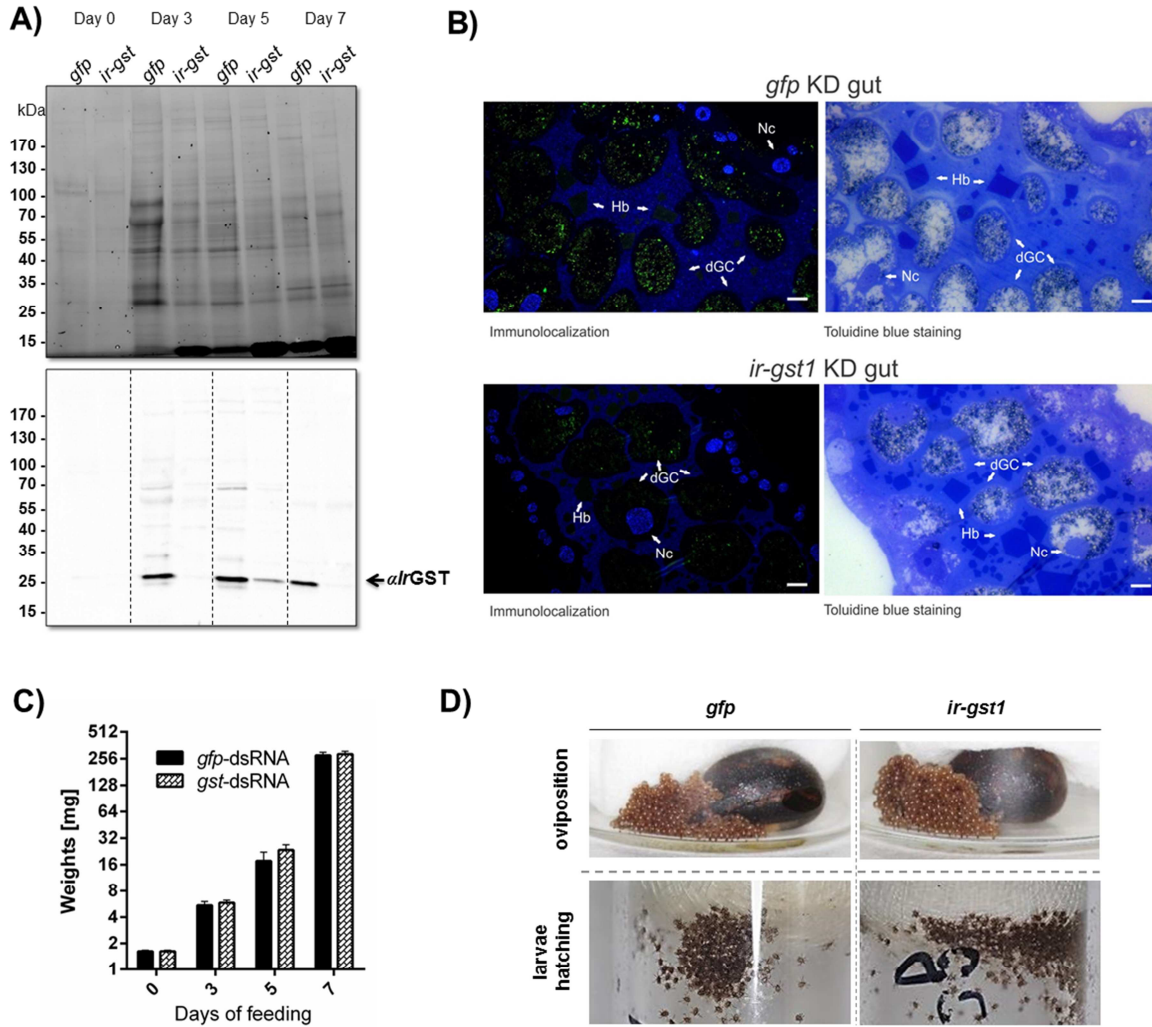 A)
Day 0 Day 3 Day 5 Day 7
gfp ir-gst gfp ir-gst gfp ir-gst gfp ir-gst
kDa
170
130
100
70
55
40
35
25
15
170
130
100
70
55
40
35
25
15
αIrGST
B)
gfp KD gut
Nc
Hb
dGC
Hb
dGC
Nc
Immunolocalization
Toluidine blue staining
ir-gst1 KD gut
dGC
Hb
Nc
dGC
Hb
Nc
Immunolocalization
Toluidine blue staining
C)
Weights [mg]
512
256
128
64
32
16
8
4
2
1
gfp-dsRNA
gst-dsRNA
0 3 5 7
Days of feeding
D)
gfp ir-gst1
oviposition
larvae
hatching